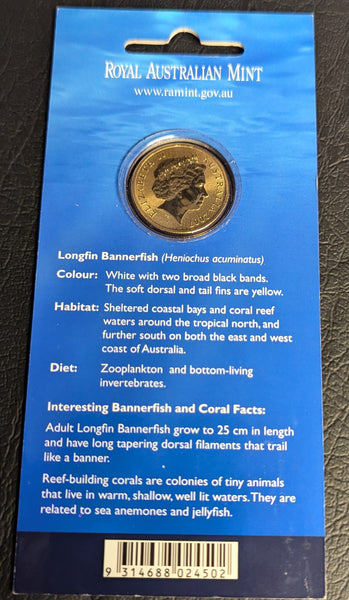 ROYAL AUSTRALIAN MINT
www.ramint.gov.au
ELIZABETH II AUSTRALIA 2007
Longfin Bannerfish (Heniochus acuminatus)
Colour: White with two broad black bands.
The soft dorsal and tail fins are yellow.
Habitat: Sheltered coastal bays and coral reef
waters around the tropical north, and
further south on both the east and west
coast of Australia.
Diet: Zooplankton and bottom-living
invertebrates.
Interesting Bannerfish and Coral Facts:
Adult Longfin Bannerfish grow to 25 cm in length
and have long tapering dorsal filaments that trail
like a banner.
Reef-building corals are colonies of tiny animals
that live in warm, shallow, well lit waters. They are
related to sea anemones and jellyfish.
9 314688 024502